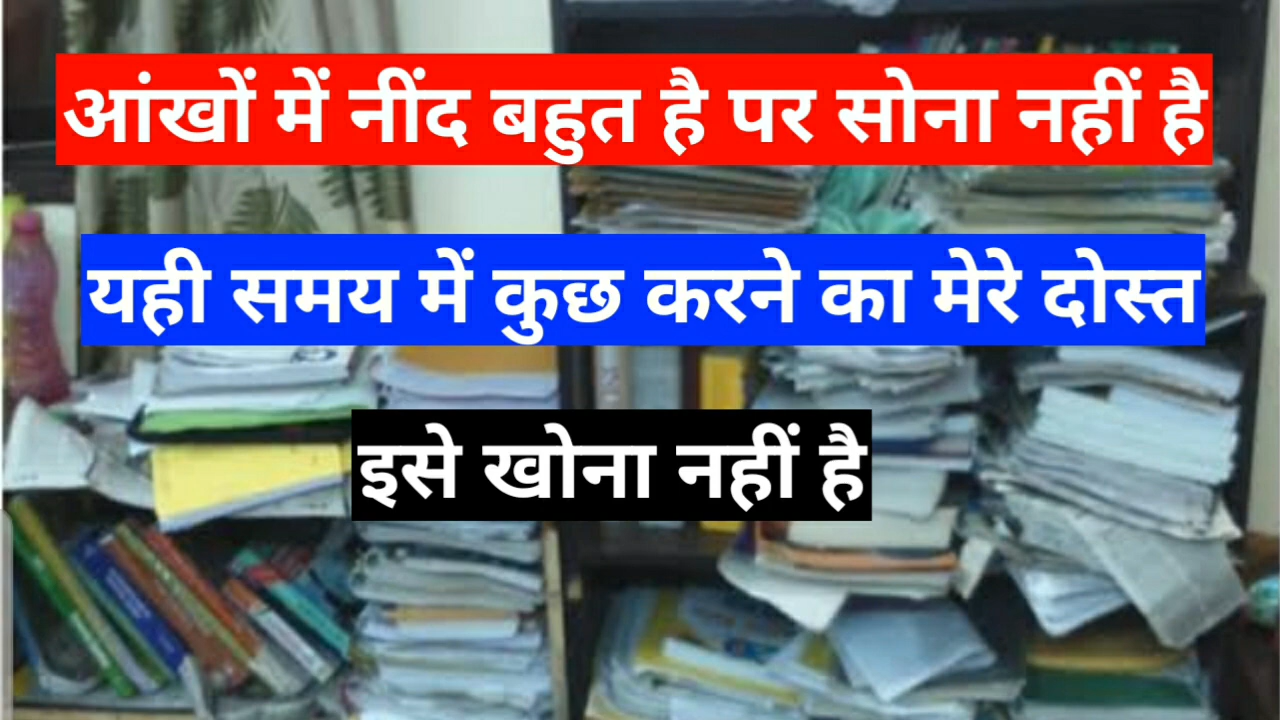 आंखों में नींद बहुत है पर सोना नहीं है
यही समय में कुछ करने का मेरे दोस्त
इसे खोना नहीं है